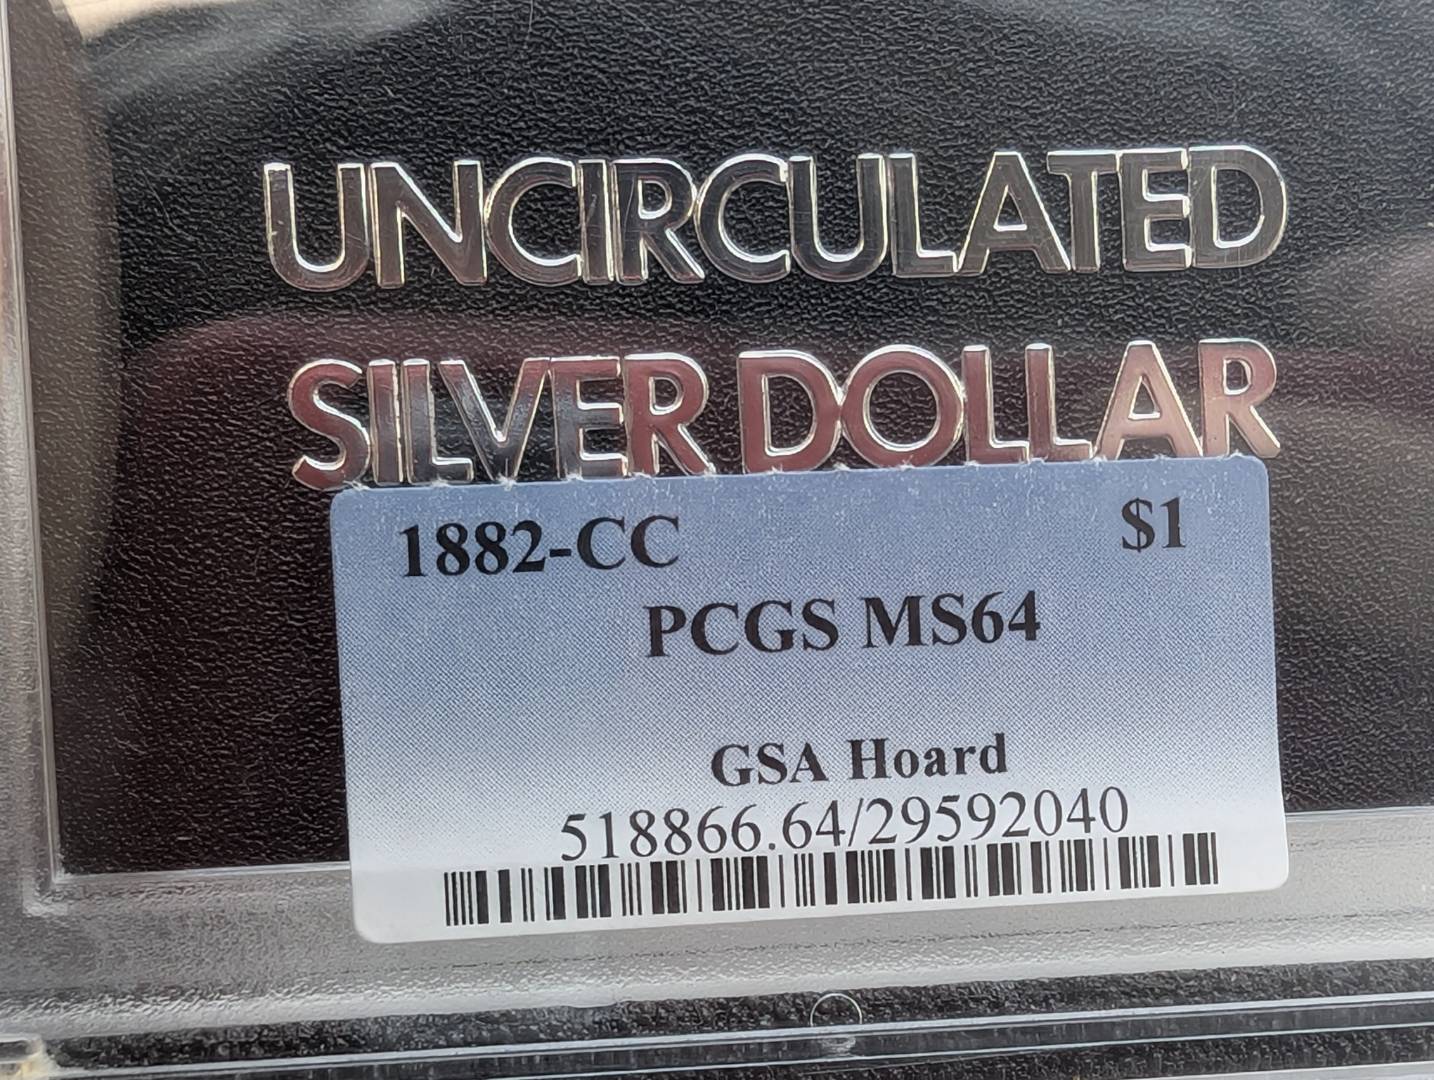 UNCIRCULATED
SILVER DOLLAR
1882-CC $1
PCGS MS64
GSA Hoard
518866.64/29592040